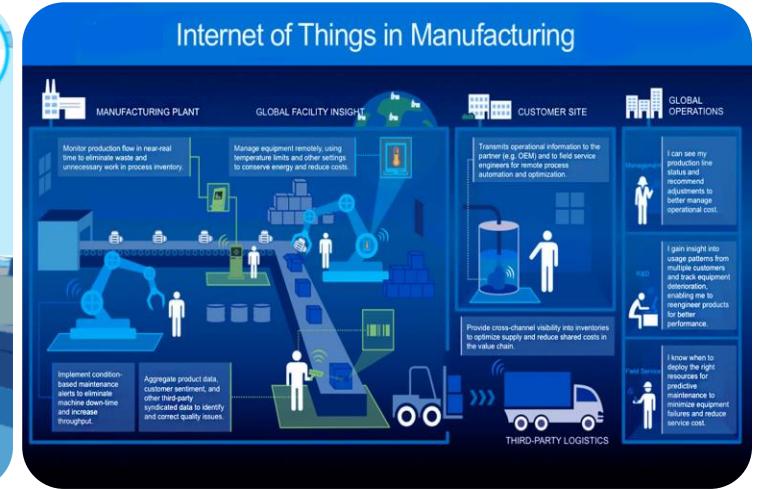 Internet of Things in Manufacturing
MANUFACTURING PLANT
GLOBAL FACILITY INSIGHT
CUSTOMER SITE
GLOBAL
OPERATIONS
Monitor production flow in near-real
time to eliminate waste and
unnecessary work in process inventory.
Manage equipment remotely, using
temperature limits and other settings
to conserve energy and reduce costs.
Transmits operational information to the
partner (e.g. OEM) and to field service
engineers for remote process
automation and optimization.
Management
I can see my
production line
status and
recommend
adjustments to
better manage
operational cost.
R&D
I gain insight into
usage patterns from
multiple customers
and track equipment
deterioration,
enabling me to
reengineer products
for better
performance.
Provide cross-channel visibility into inventories
to optimize supply and reduce shared costs in
the value chain.
Field Service
I know when to
deploy the right
resources for
predictive
maintenance to
minimize equipment
failures and reduce
service cost.
Implement condition-
based maintenance
alerts to eliminate
machine down-time
and increase
throughput.
Aggregate product data,
customer sentiment, and
other third-party
syndicated data to identify
and correct quality issues.
THIRD-PARTY LOGISTICS